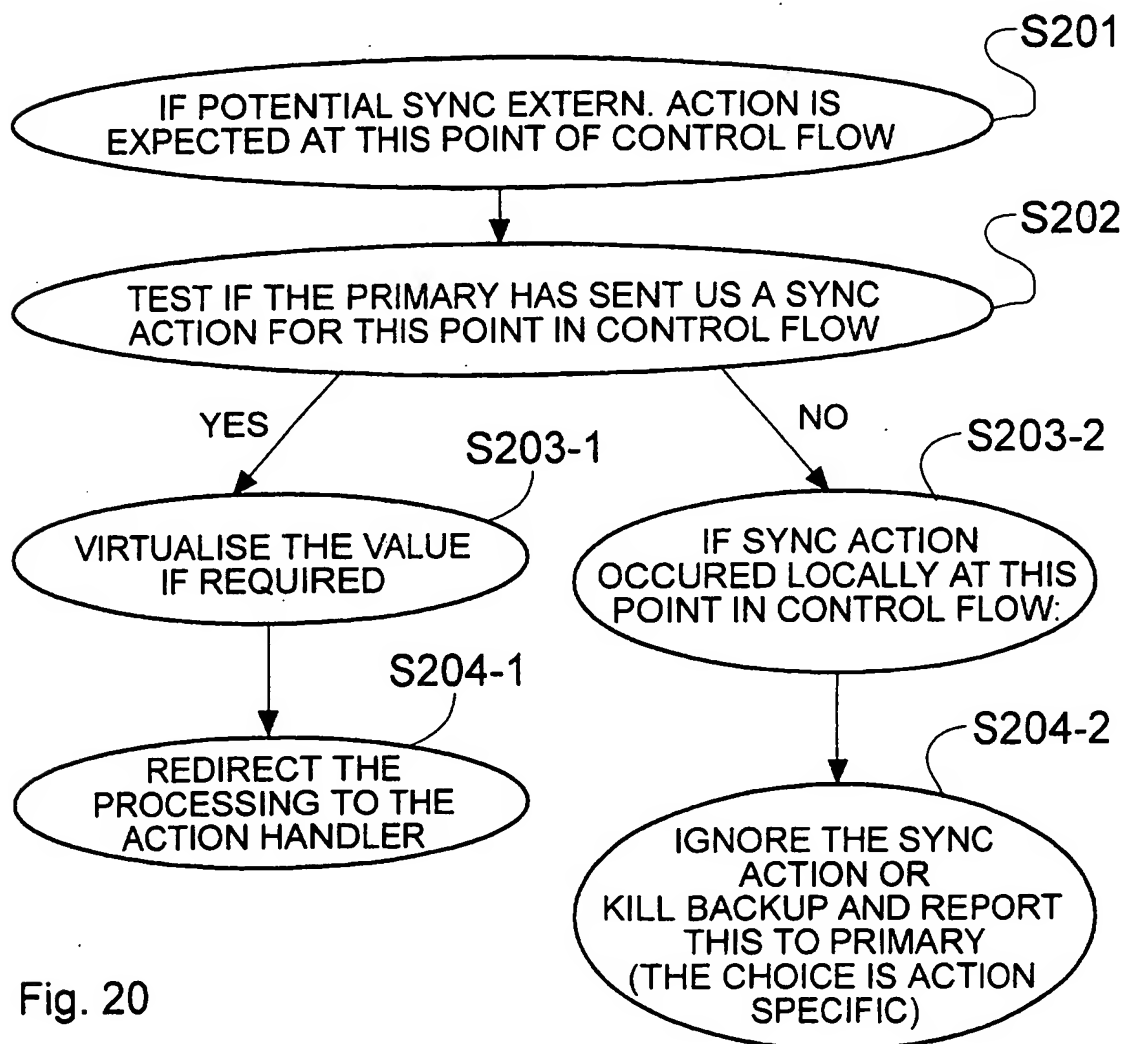 S201
IF POTENTIAL SYNC EXTERN. ACTION IS
EXPECTED AT THIS POINT OF CONTROL FLOW
S202
TEST IF THE PRIMARY HAS SENT US A SYNC
ACTION FOR THIS POINT IN CONTROL FLOW
YES
NO
S203-1
VIRTUALISE THE VALUE
IF REQUIRED
S203-2
IF SYNC ACTION
OCCURED LOCALLY AT THIS
POINT IN CONTROL FLOW:
S204-1
REDIRECT THE
PROCESSING TO THE
ACTION HANDLER
S204-2
IGNORE THE SYNC
ACTION OR
KILL BACKUP AND REPORT
THIS TO PRIMARY
(THE CHOICE IS ACTION
SPECIFIC)
Fig. 20